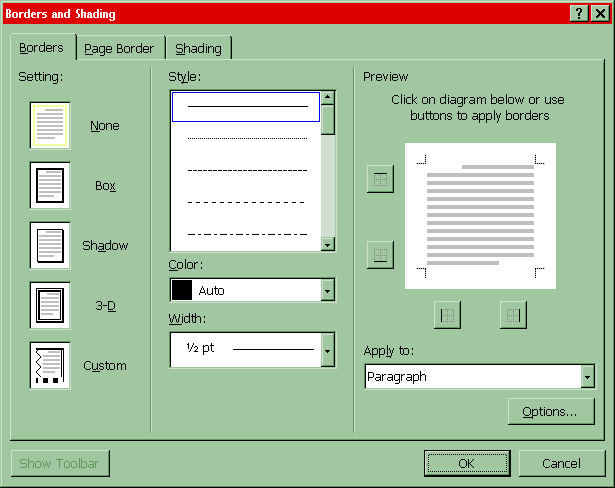 Borders and Shading
Borders
Page Border
Shading
Setting:
None
Box
Shadow
3-D
Custom
Style:
Color:
Auto
Width:
½ pt
Preview
Click on diagram below or use
buttons to apply borders
Apply to:
Paragraph
Options...
Show Toolbar
OK
Cancel